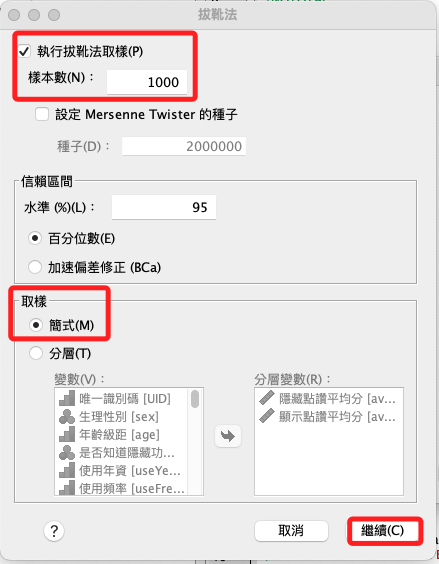 拔靴法
執行拔靴法取樣(P)
樣本數(N)： 1000
設定 Mersenne Twister 的種子
種子(D)： 2000000
信賴區間
水準 (%)(L)： 95
百分位數(E)
加速偏差修正 (BCa)
取樣
簡式(M)
分層(T)
變數(V)： 分層變數(R)：
唯一識別碼 [UID] 隱藏點讚平均分 [av...
生理性別 [sex] 顯示點讚平均分 [av...
年齡級距 [age]
是否知道隱藏功...
使用年資 [useYe...
使用頻率 [useFre...
? 取消 繼續(C)